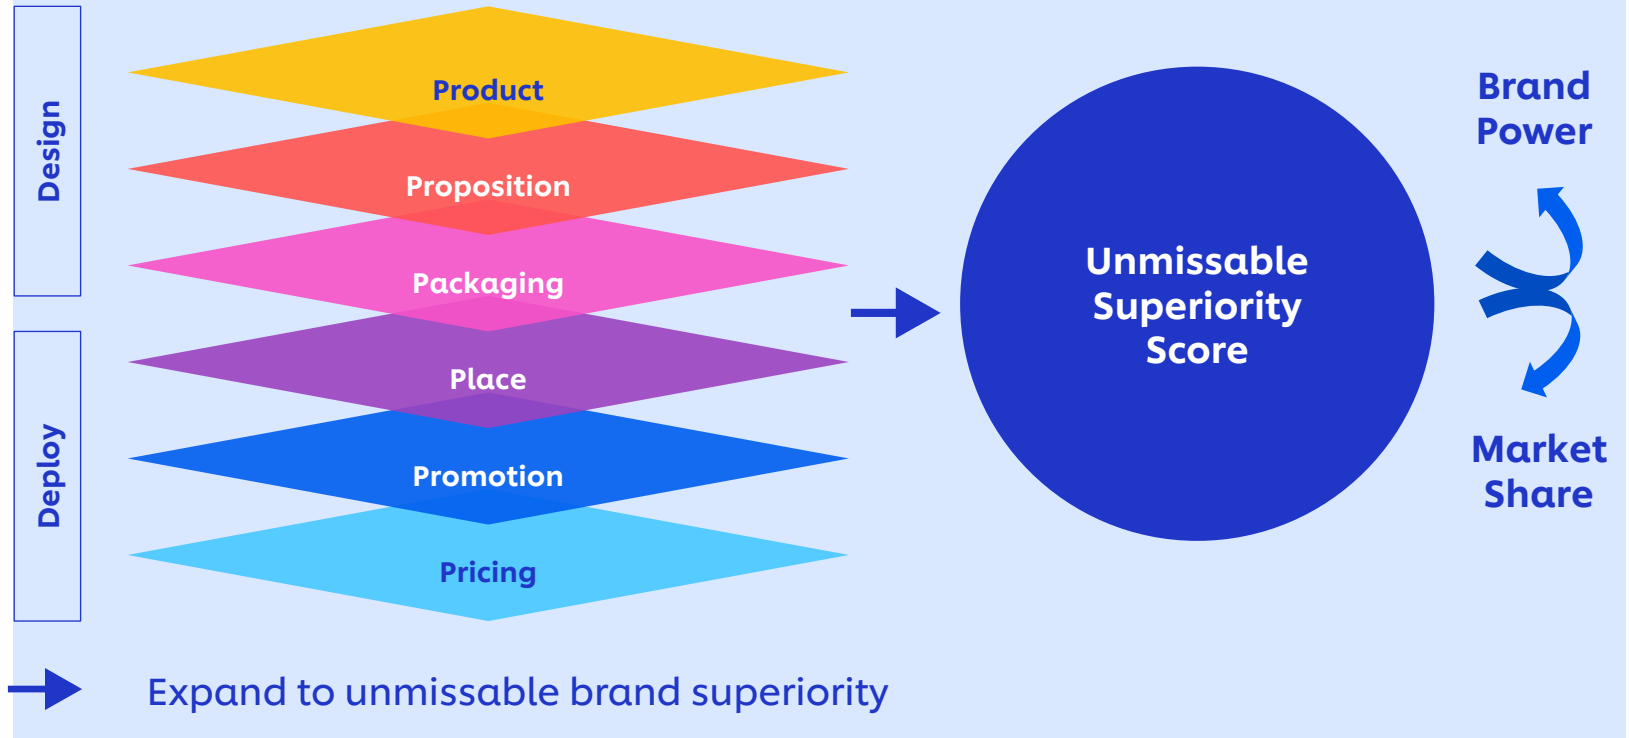 Design
Product
Proposition
Packaging
Deploy
Place
Promotion
Pricing
Unmissable
Superiority
Score
Brand
Power
Market
Share
Expand to unmissable brand superiority